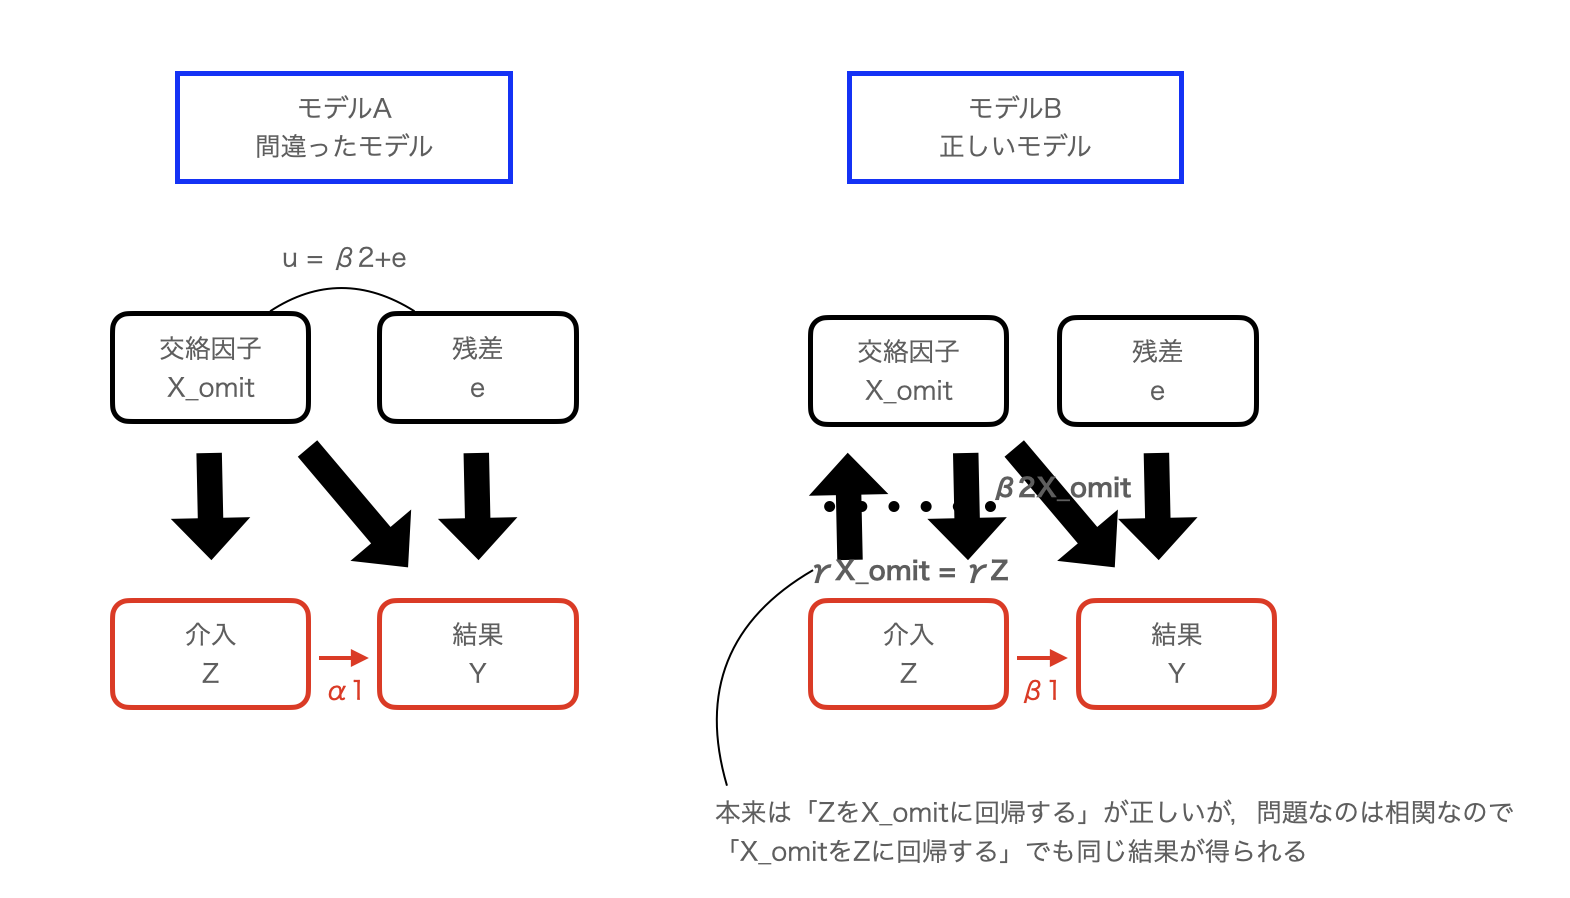 モデルA
間違ったモデル
u = β2+e
交絡因子
X_omit
残差
e
介入
Z
α1
結果
Y
モデルB
正しいモデル
交絡因子
X_omit
残差
e
β2X_omit
γX_omit = γZ
介入
Z
β1
結果
Y
本来は「ZをX_omitに回帰する」が正しいが，問題なのは相関なので
「X_omitをZに回帰する」でも同じ結果が得られる